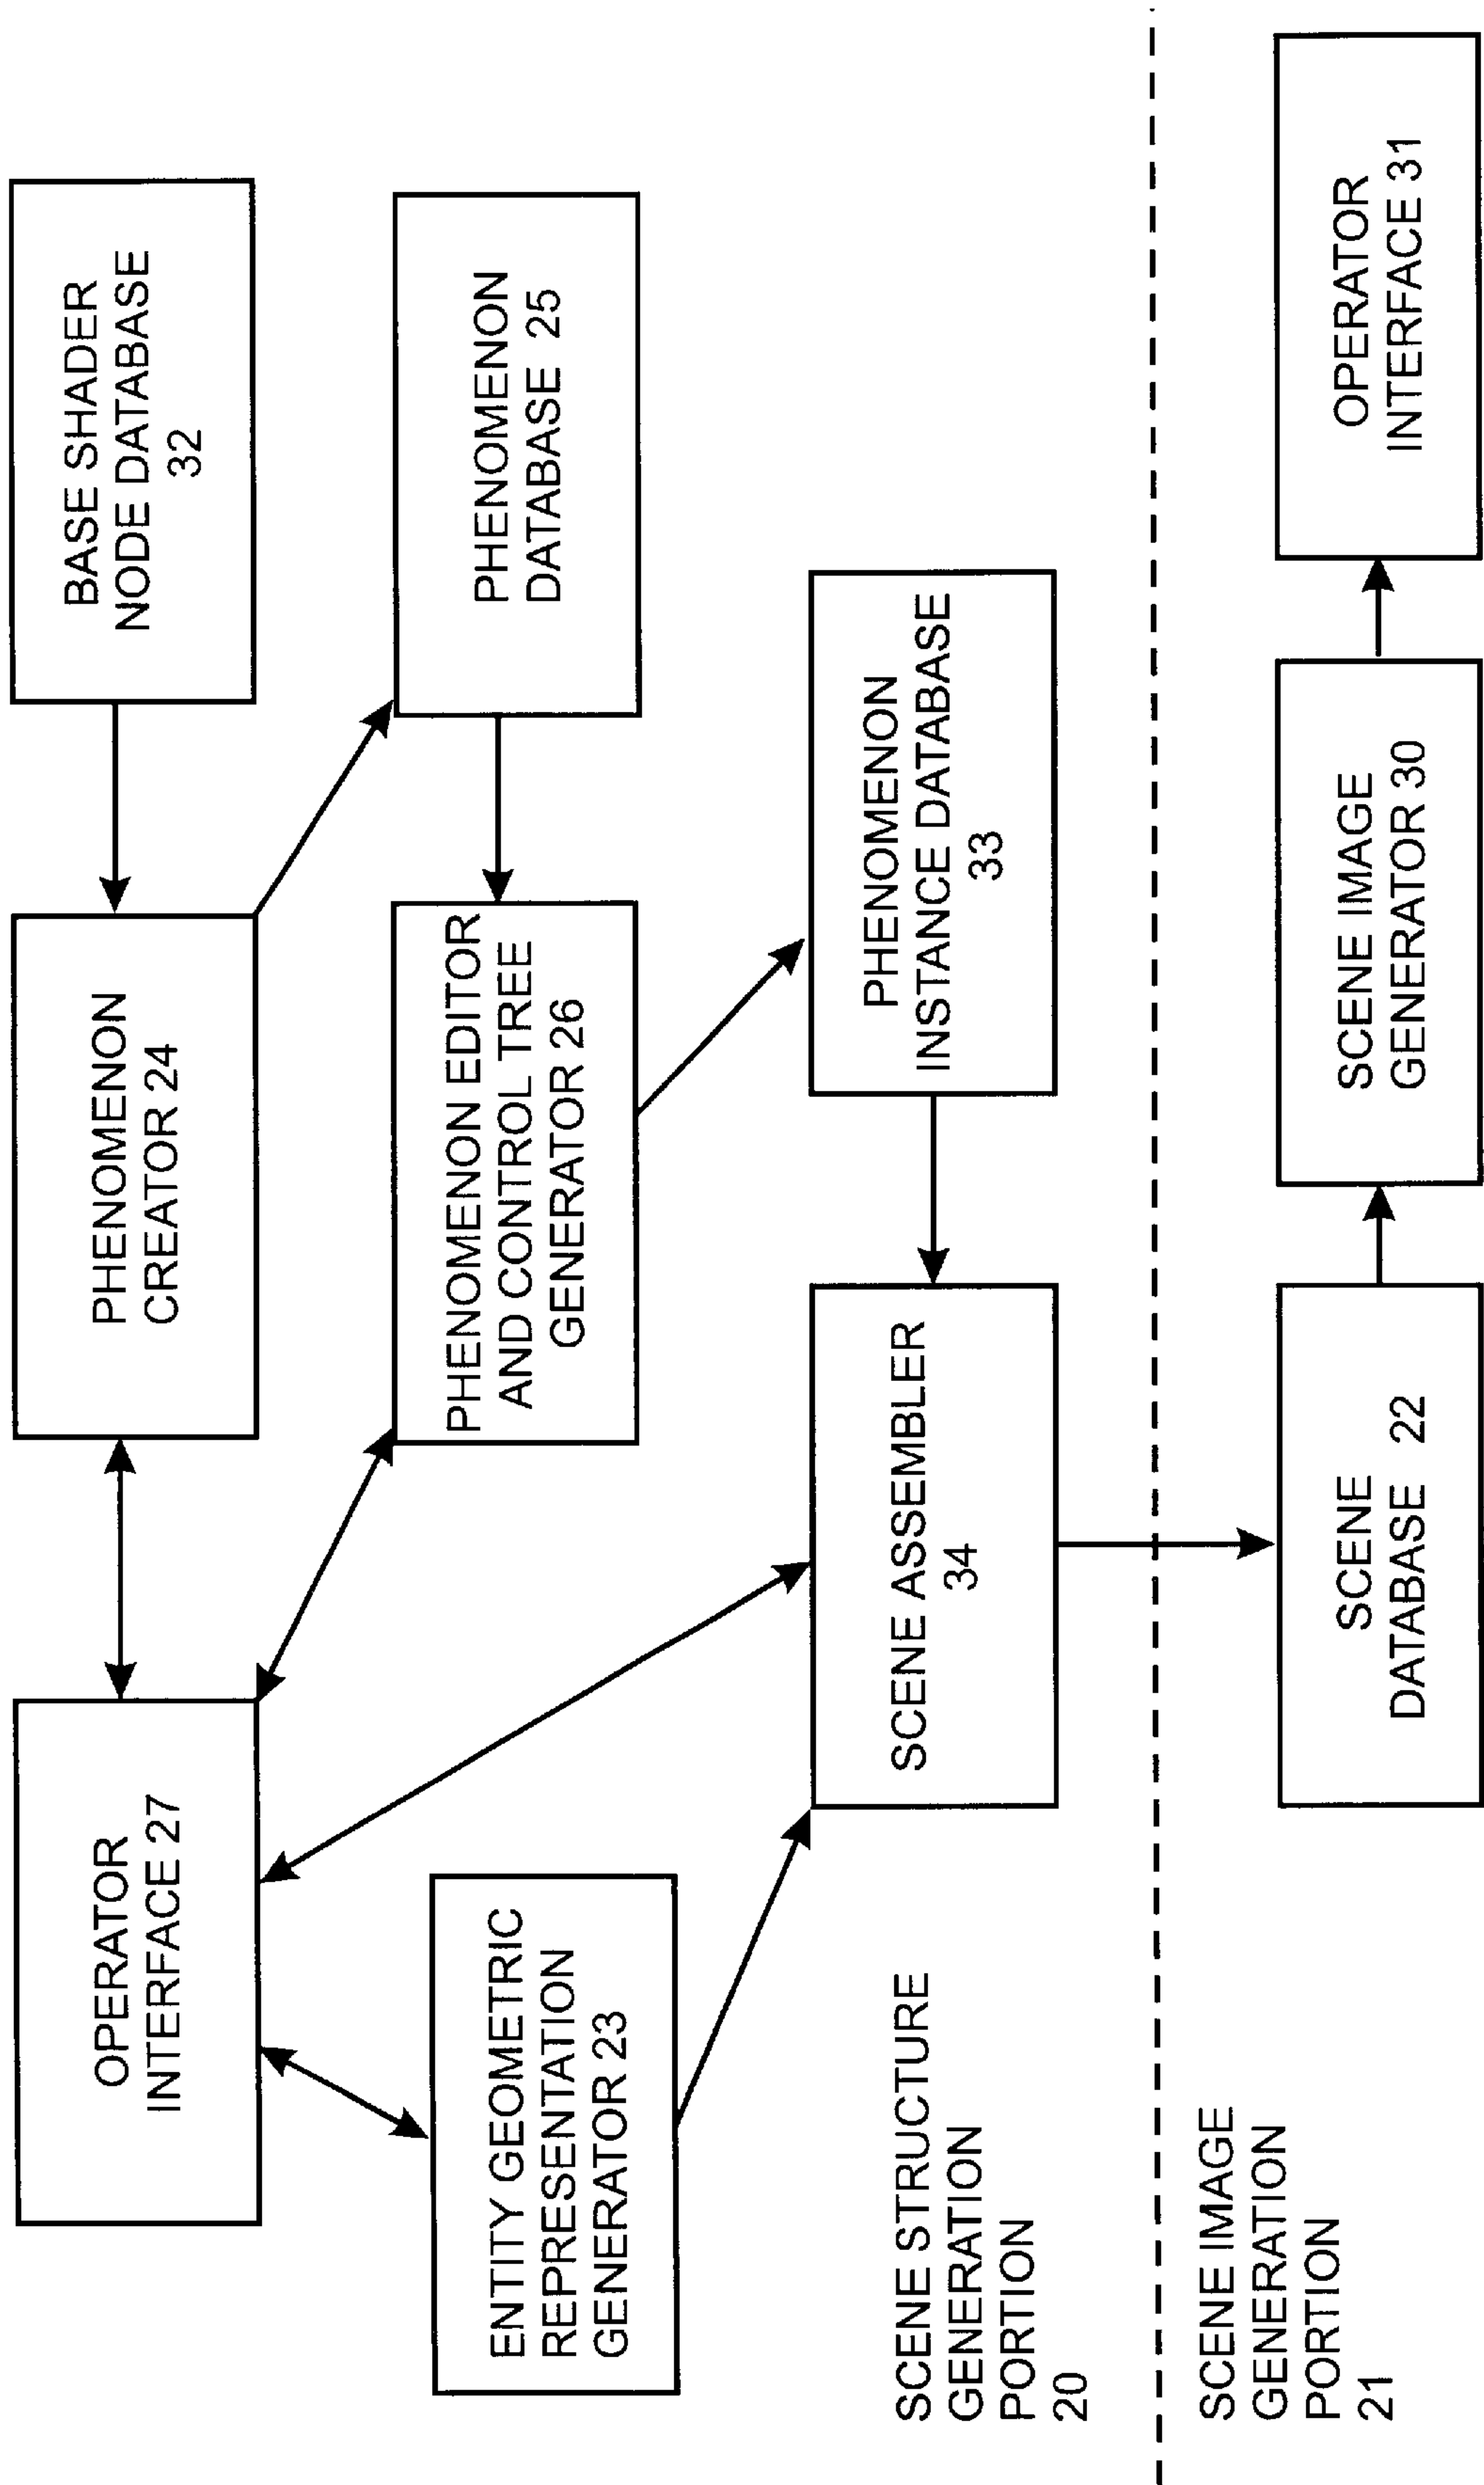 OPERATOR
INTERFACE 27
PHENOMENON
CREATOR 24
BASE SHADER
NODE DATABASE
32
ENTITY GEOMETRIC
REPRESENTATION
GENERATOR 23
PHENOMENON EDITOR
AND CONTROL TREE
GENERATOR 26
PHENOMENON
DATABASE 25
SCENE STRUCTURE
GENERATION
PORTION
20
SCENE ASSEMBLER
34
PHENOMENON
INSTANCE DATABASE
33
SCENE IMAGE
GENERATION
PORTION
21
SCENE
DATABASE 22
SCENE IMAGE
GENERATOR 30
OPERATOR
INTERFACE 31